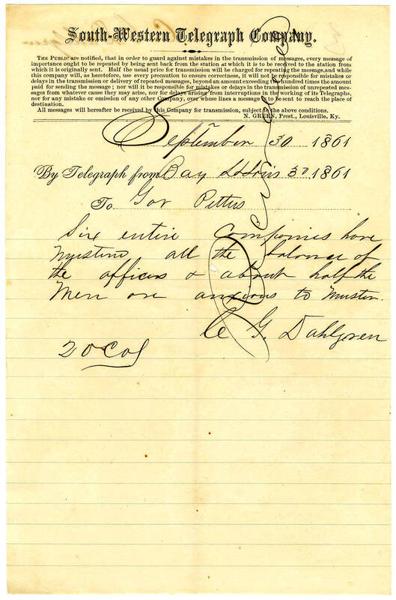 South-Western Telegraph Company.
THE PUBLIC are notified, that in order to guard against mistakes in the transmission of messages, every message of
importance ought to be repeated by being sent back from the station at which it is to be received to the station from
which it is originally sent. Half the usual price for transmission will be charged for repeating the message, and while
this company will, as heretofore, use every precaution to ensure correctness, it will not be responsible for mistakes or
delays in the transmission or delivery of repeated messages, beyond an amount exceeding five hundred times the amount
paid for sending the message; nor will it be responsible for mistakes or delays in the transmission of unrepeated mes-
sages from whatever cause they may arise, nor for delays arising from interruptions in the working of its Telegraphs,
nor for any mistake or omission of any other Company, over whose lines a message is to be sent to reach the place of
destination.
All messages will hereafter be received by this Company for transmission, subject to the above conditions.
N. GREEN, Prest., Louisville, Ky.
September 30 1861
By Telegraph from Bay St Louis 30 1861
To Gov Pettus
Six entire companies have
the balance of
the officers & about half the
Men are anxious to Muster
C G Dahlgren
20 Col